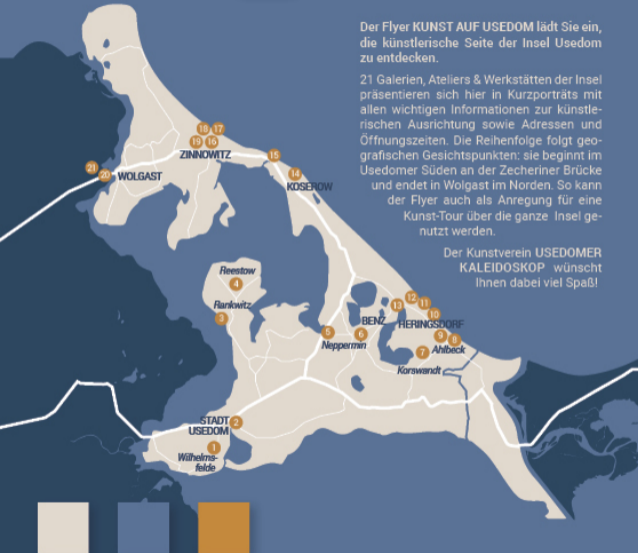 Der Flyer KUNST AUF USEDOM lädt Sie ein,
die künstlerische Seite der Insel Usedom
zu entdecken.
21 Galerien, Ateliers & Werkstätten der Insel
präsentieren sich hier in Kurzporträts mit
allen wichtigen Informationen zur künstle-
rischen Ausrichtung sowie Adressen und
Öffnungszeiten. Die Reihenfolge folgt geo-
grafischen Gesichtspunkten: sie beginnt im
Usedomer Süden an der Zecheriner Brücke
und endet in Wolgast im Norden. So kann
der Flyer auch als Anregung für eine
Kunst-Tour über die ganze Insel ge-
nutzt werden.
Der Kunstverein USEDOMER
KALEIDOSKOP wünscht
Ihnen dabei viel Spaß!
18 17
19 16
ZINNOWITZ
15
21
20 WOLGAST
14
KOSEROW
Reestow
4
Rankwitz
3
13 12 11 10
BENZ
HERINGSDORF
5
6
Neppermin
9 8
Ahlbeck
7
Korswandt
STADT
USEDOM
2
1
Wilhelms-
felde